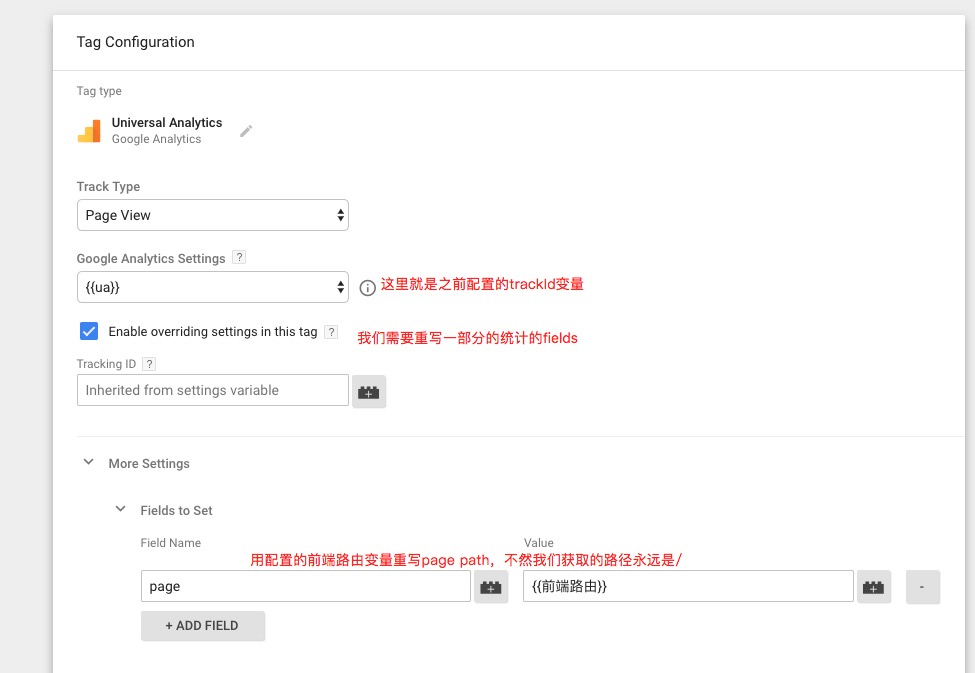 Tag Configuration
Tag type
Universal Analytics
Google Analytics
Track Type
Page View
Google Analytics Settings ?
{{ua}}
这里就是之前配置的trackId变量
Enable overriding settings in this tag ?
我们需要重写一部分的统计的fields
Tracking ID ?
Inherited from settings variable
More Settings
Fields to Set
Field Name Value
用配置的前端路由变量重写page path，不然我们获取的路径永远是/
page {{前端路由}} -
+ ADD FIELD